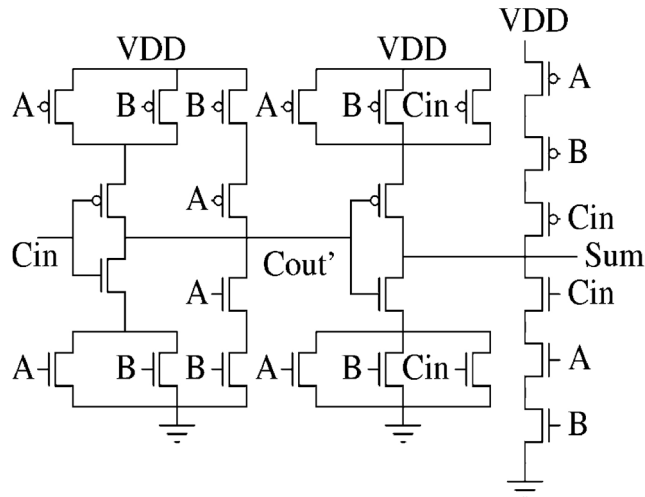 VDD VDD VDD
A B B A B Cin A
B
A
Cin
Cin Cout' Sum
A Cin
A B B A B Cin A
B